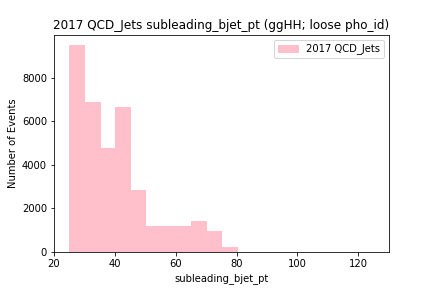 2017 QCD_Jets subleading_bjet_pt (ggHH; loose pho_id)
2017 QCD_Jets
Number of Events
8000
6000
4000
2000
0
20 40 60 80 100 120
subleading_bjet_pt